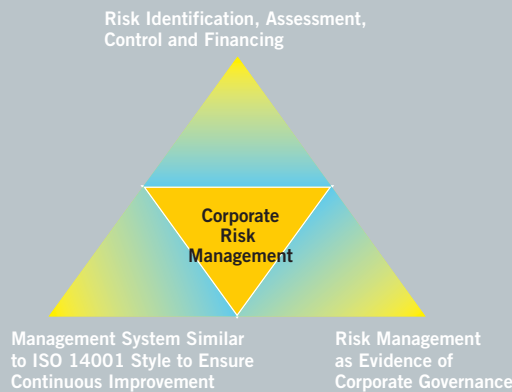 Risk Identification, Assessment,
Control and Financing
Corporate
Risk
Management
Management System Similar
to ISO 14001 Style to Ensure
Continuous Improvement
Risk Management
as Evidence of
Corporate Governance